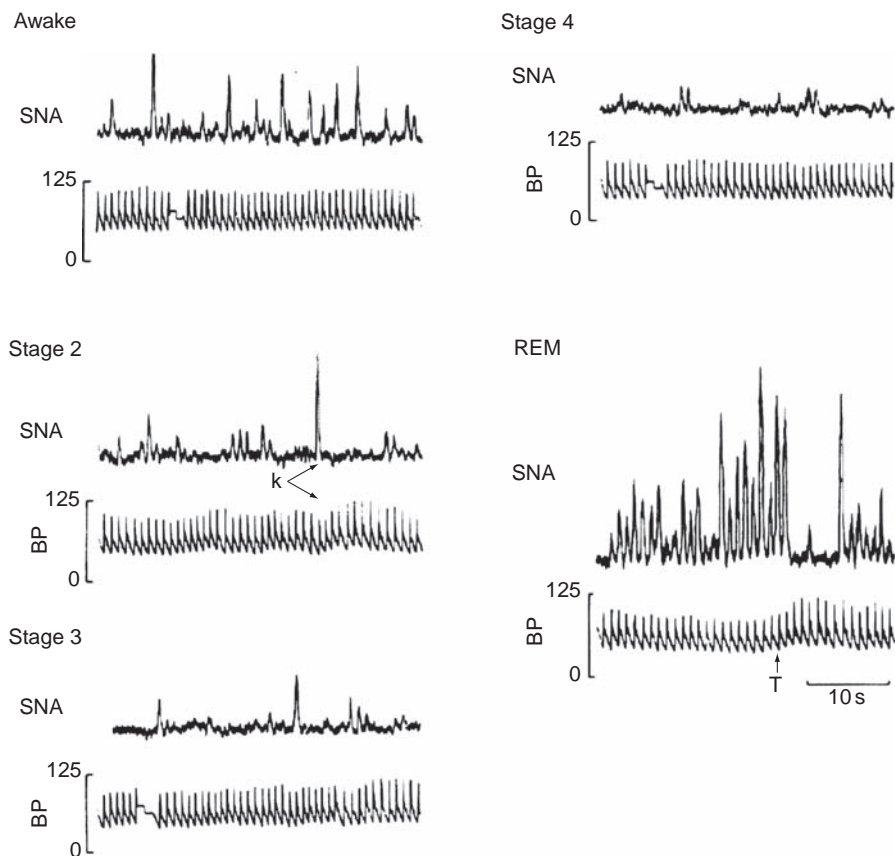 Awake
SNA
125
0
Stage 2
SNA
k
125
BP
0
Stage 3
SNA
125
BP
0
Stage 4
SNA
125
BP
0
REM
SNA
125
BP
0
T
10 s